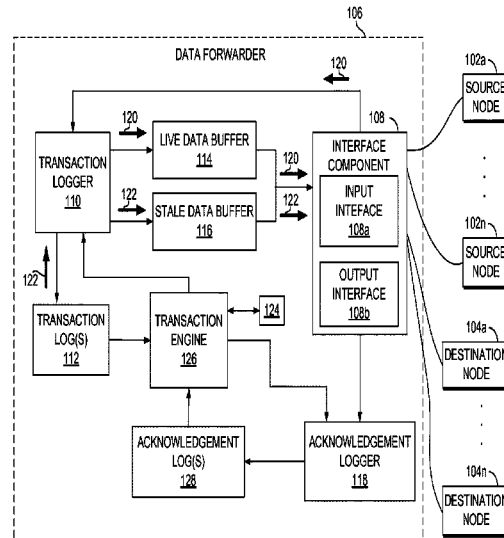 106
DATA FORWARDER
120
102a
SOURCE
NODE
108
120
LIVE DATA BUFFER
114
120
INTERFACE
COMPONENT
TRANSACTION
LOGGER
110
INPUT
INTEFACE
108a
122
STALE DATA BUFFER
116
122
102n
SOURCE
NODE
122
OUTPUT
INTERFACE
108b
124
TRANSACTION
LOG(S)
112
TRANSACTION
ENGINE
126
104a
DESTINATION
NODE
ACKNOWLEDGEMENT
LOG(S)
128
ACKNOWLEDGEMENT
LOGGER
118
104n
DESTINATION
NODE